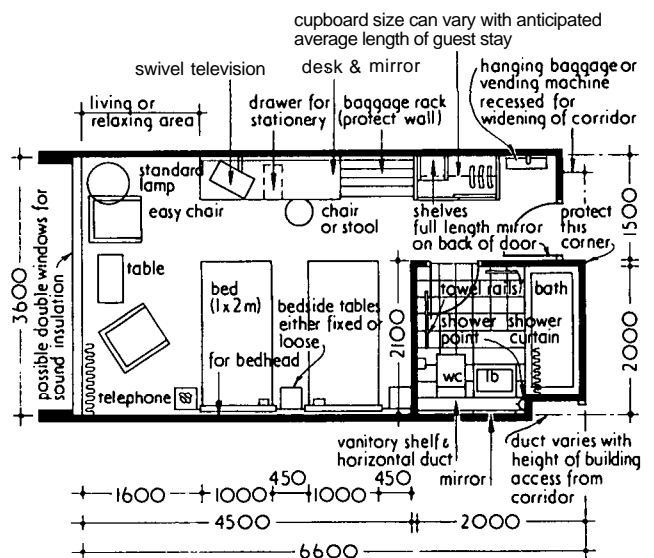 cupboard size can vary with anticipated
average length of guest stay
swivel television
desk & mirror
hanging baggage or
vending machine
recessed for
widening of corridor
living or
relaxing area
drawer for
stationery
baggage rack
(protect wall)
standard
lamp
easy chair
chair
or stool
shelves
full length mirror
on back of door
protect
this
corner
1500
3600
possible double windows for
sound insulation
table
bed
(1x2m)
bedside tables
either fixed or
loose
for bedhead
telephone
2100
towel rails
bath
shower
point
shower
curtain
wc
lb
2000
vanitory shelf &
horizontal duct
mirror
duct varies with
height of building
access from
corridor
450
450
1600
1000
1000
4500
2000
6600